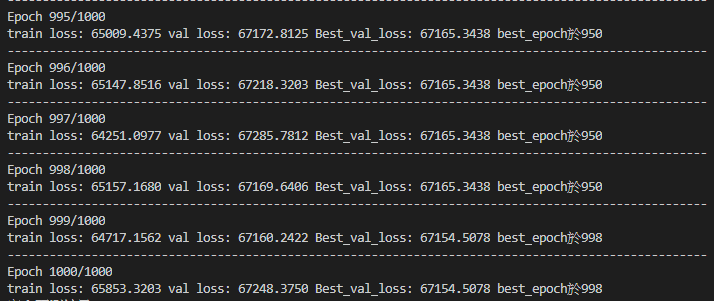 Epoch 995/1000
train loss: 65009.4375 val loss: 67172.8125 Best_val_loss: 67165.3438 best_epoch於950
Epoch 996/1000
train loss: 65147.8516 val loss: 67218.3203 Best_val_loss: 67165.3438 best_epoch於950
Epoch 997/1000
train loss: 64251.0977 val loss: 67285.7812 Best_val_loss: 67165.3438 best_epoch於950
Epoch 998/1000
train loss: 65157.1680 val loss: 67169.6406 Best_val_loss: 67165.3438 best_epoch於950
Epoch 999/1000
train loss: 64717.1562 val loss: 67160.2422 Best_val_loss: 67154.5078 best_epoch於998
Epoch 1000/1000
train loss: 65853.3203 val loss: 67248.3750 Best_val_loss: 67154.5078 best_epoch於998